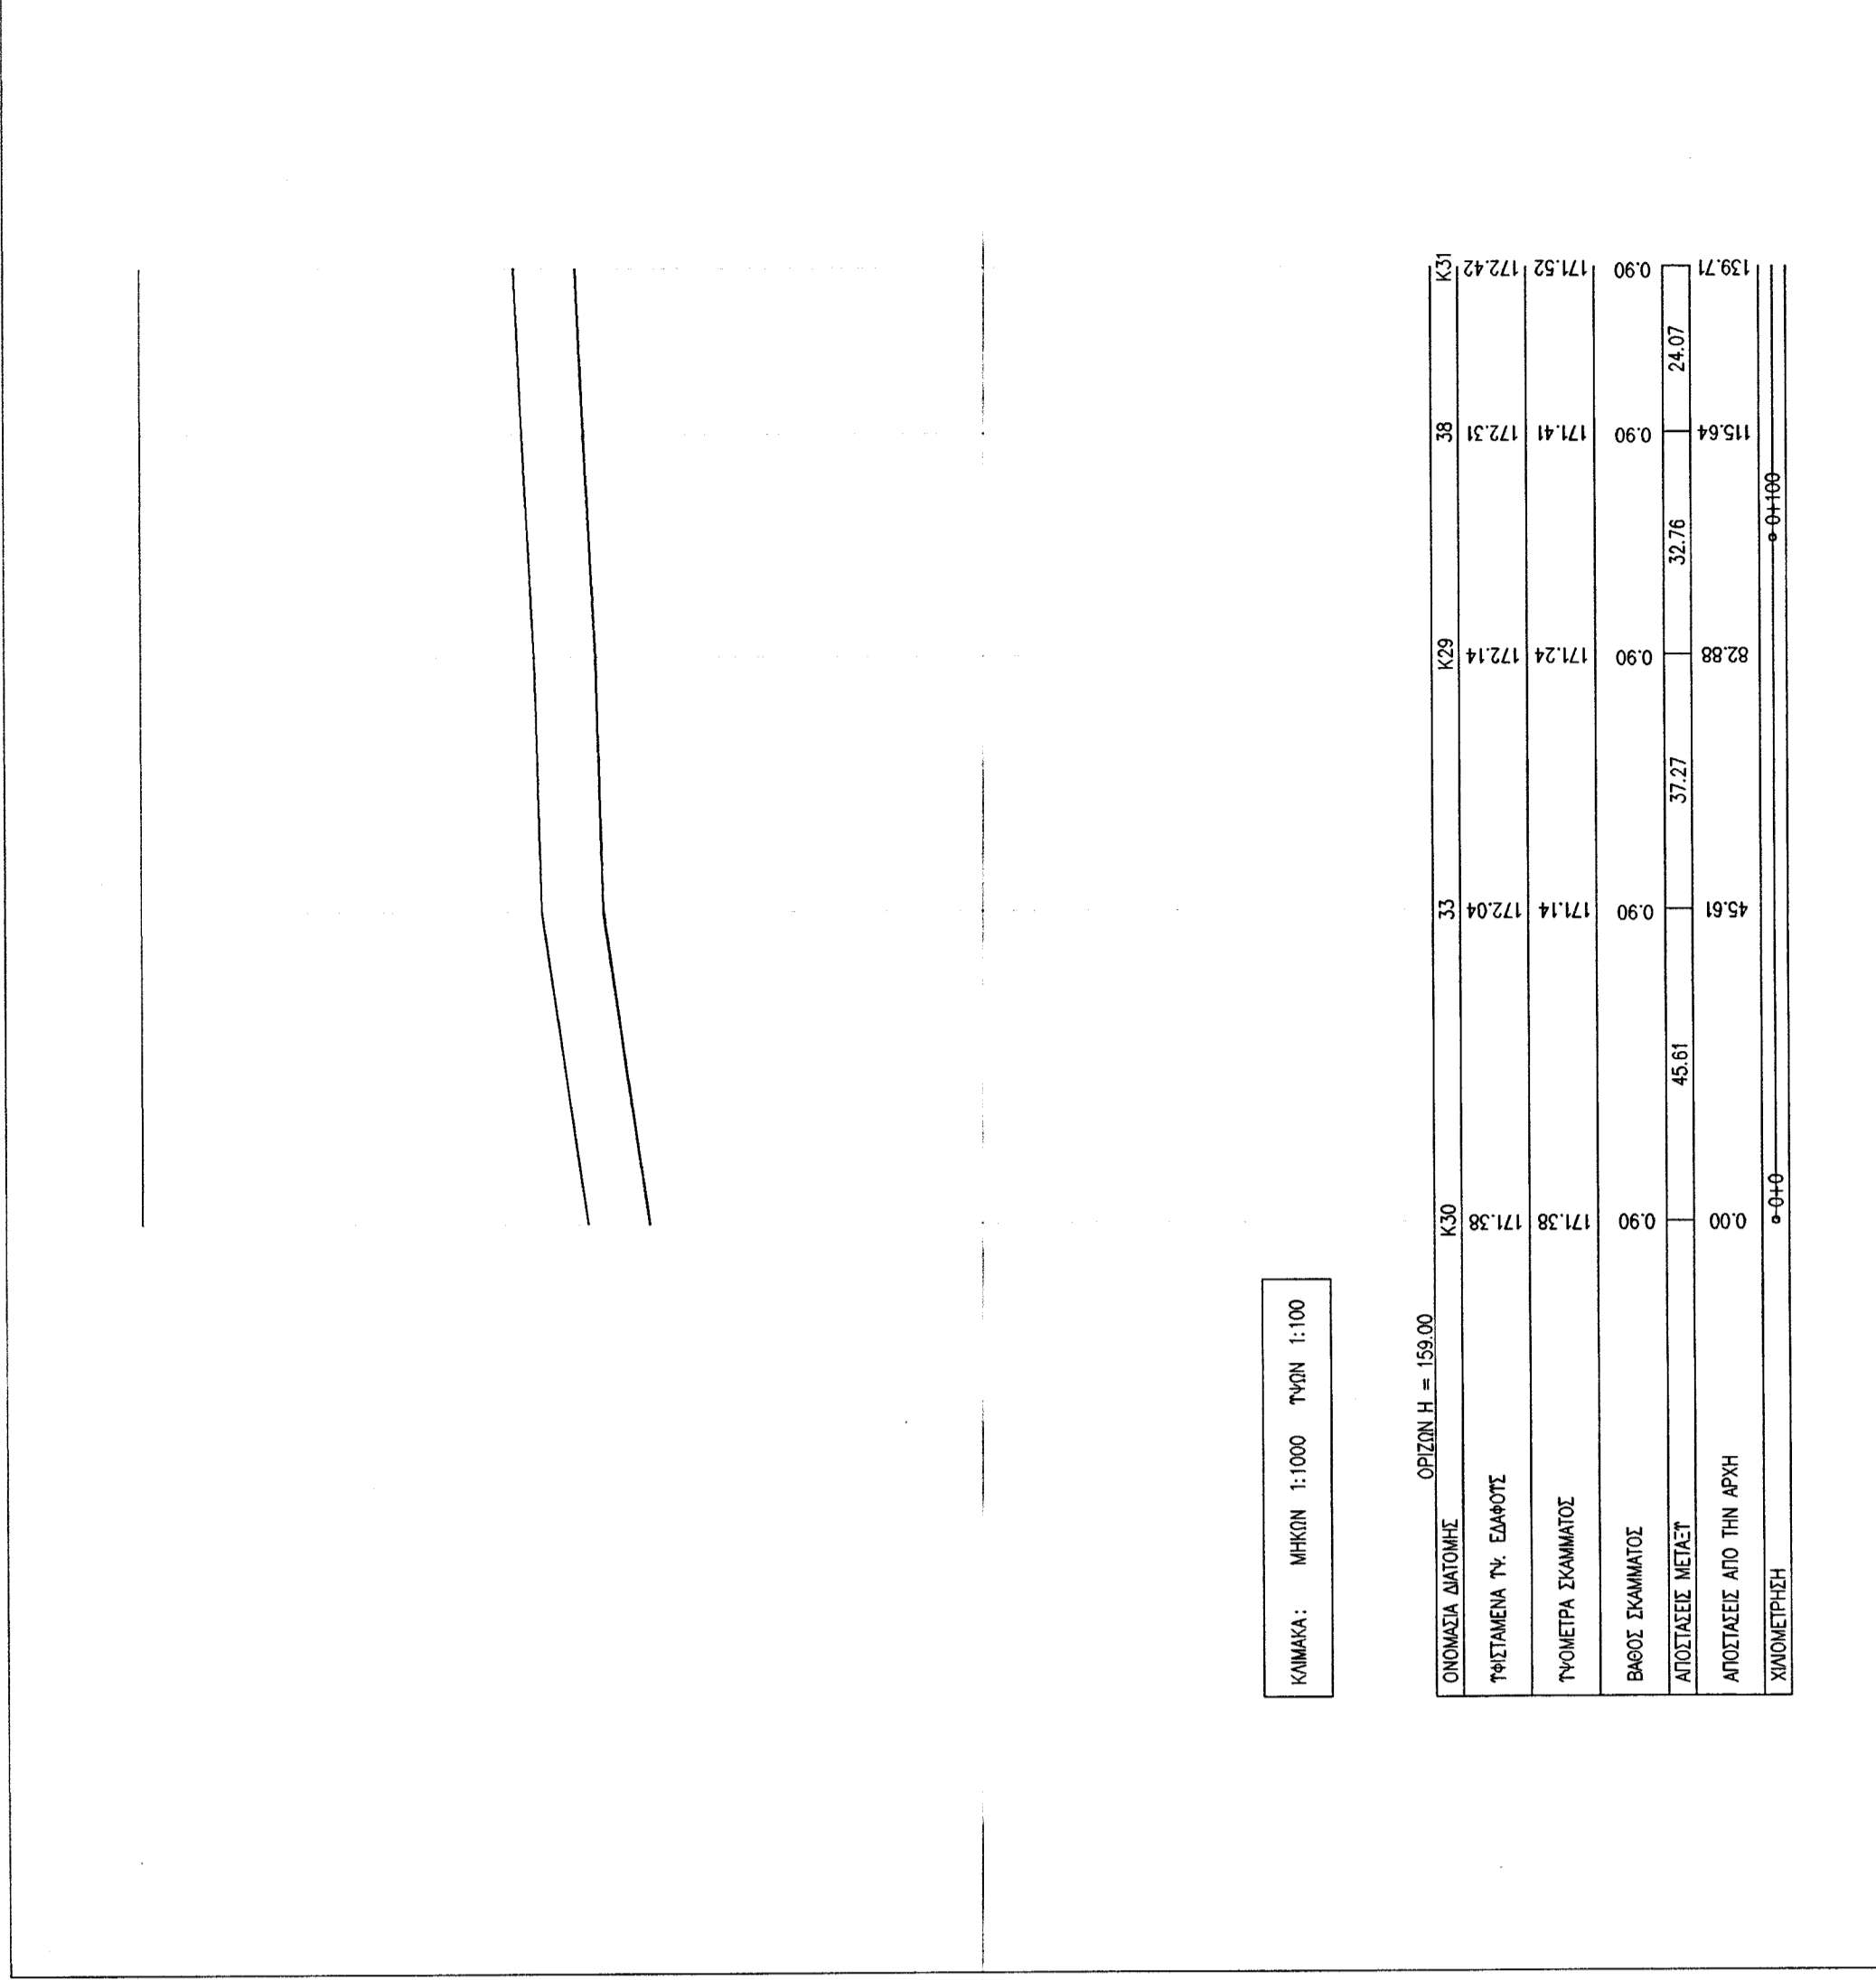 ΚΛΙΜΑΚΑ: ΜΗΚΩΝ 1:1000 ΥΨΩΝ 1:100
ΟΡΙΖΩΝ Η = 159.00
ΟΝΟΜΑΣΙΑ ΔΙΑΤΟΜΗΣ K30 33 K29 38 K31
ΥΦΙΣΤΑΜΕΝΑ ΥΨ. ΕΔΑΦΟΥΣ 171.38 172.04 172.14 172.31 172.42
ΥΨΟΜΕΤΡΑ ΣΚΑΜΜΑΤΟΣ 171.38 171.14 171.24 171.41 171.52
ΒΑΘΟΣ ΣΚΑΜΜΑΤΟΣ 0.90 0.90 0.90 0.90 0.90
ΑΠΟΣΤΑΣΕΙΣ ΜΕΤΑΞΥ 45.61 37.27 32.76 24.07
ΑΠΟΣΤΑΣΕΙΣ ΑΠΟ ΤΗΝ ΑΡΧΗ 0.00 45.61 82.88 115.64 139.71
ΧΙΛΙΟΜΕΤΡΗΣΗ 0+0 0+100